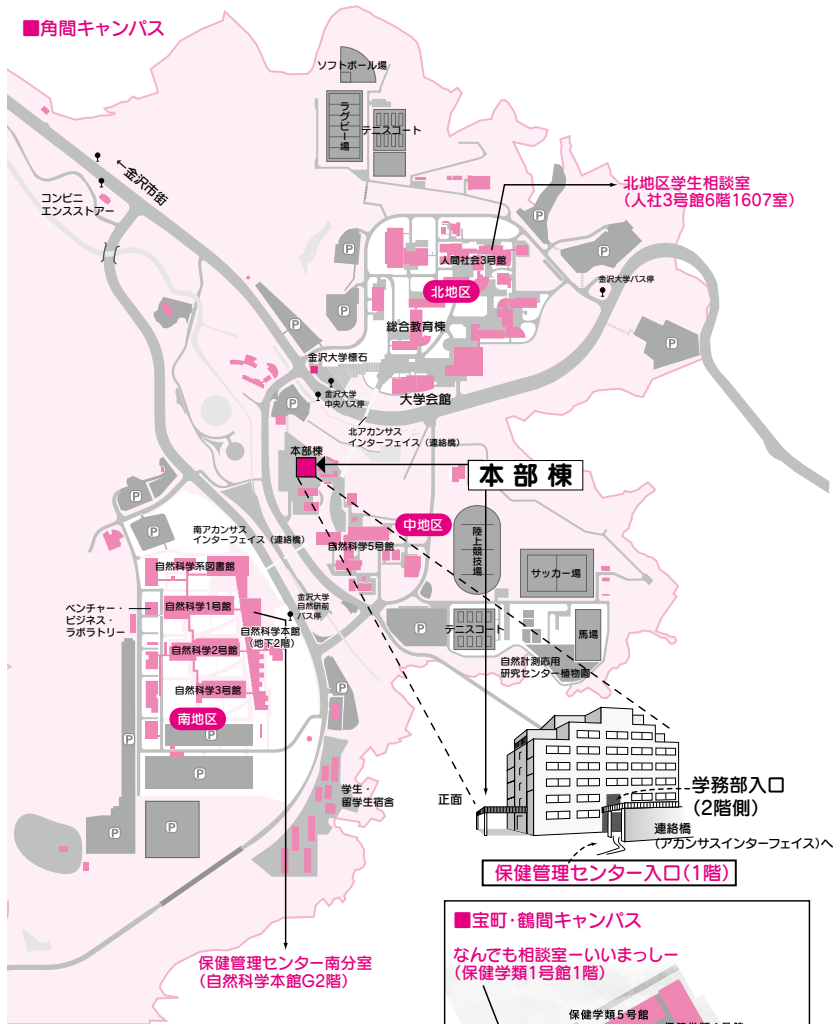 ■角間キャンパス
ソフトボール場
ラグビー場
テニスコート
←金沢市街
コンビニ
エンスストアー
北地区学生相談室
(人社3号館6階1607室)
P
P
人間社会3号館
金沢大学バス停
北地区
P
P
P
総合教育棟
金沢大学標石
金沢大学
中央バス停
大学会館
P
北アカンサス
インターフェイス(連絡橋)
本部棟
本部棟
P
P
南アカンサス
インターフェイス(連絡橋)
中地区
陸上競技場
自然科学5号館
サッカー場
自然科学系図書館
ベンチャー・
ビジネス・
ラボラトリー
自然科学1号館
金沢大学
自然研前
バス停
自然科学本館
(地下2階)
P
テニスコート
馬場
自然科学2号館
自然計測応用
研究センター植物園
自然科学3号館
P
南地区
P
P
P
P
P
学生・
留学生宿舎
正面
学務部入口
(2階側)
連絡橋
(アカンサスインターフェイス)へ
保健管理センター入口(1階)
保健管理センター南分室
(自然科学本館G2階)
■宝町・鶴間キャンパス
なんでも相談室ーいいまっしー
(保健学類1号館1階)
保健学類5号館